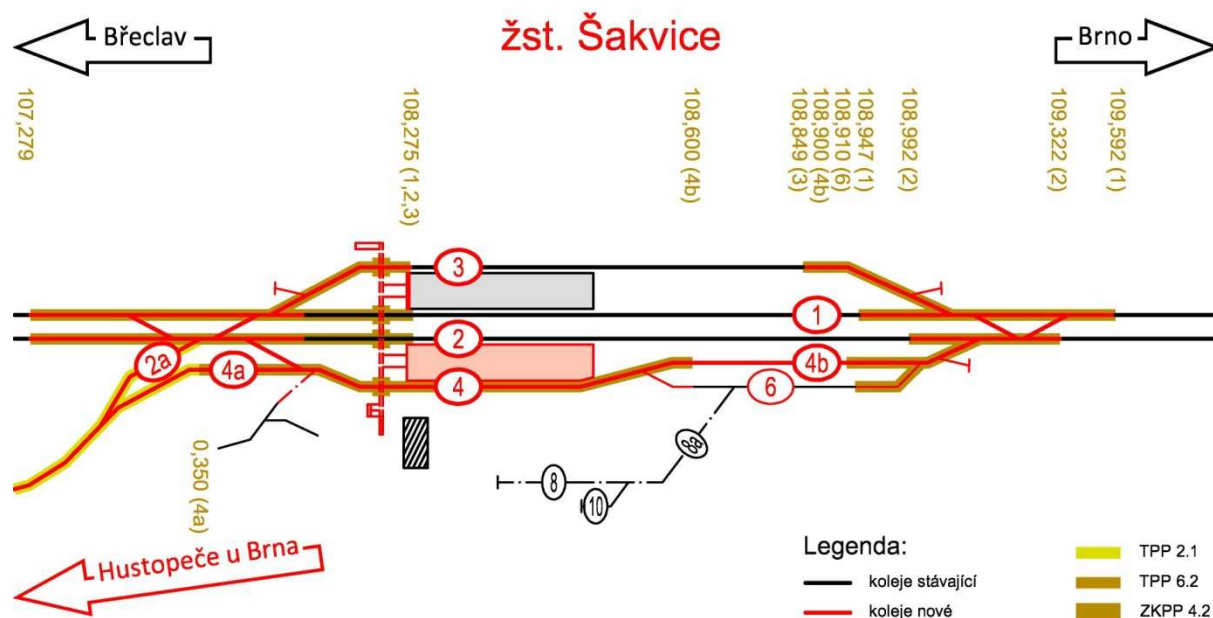 žst. Šakvice
Břeclav
Brno
107,279
108,275 (1,2,3)
108,600 (4b)
108,849 (3)
108,900 (4b)
108,910 (6)
108,947 (1)
108,992 (2)
109,322 (2)
109,592 (1)
3
1
2
2a
4a
4b
4
6
8a
8
10
0,350 (4a)
Hustopeče u Brna
Legenda:
koleje stávající
koleje nové
TPP 2.1
TPP 6.2
ZKPP 4.2